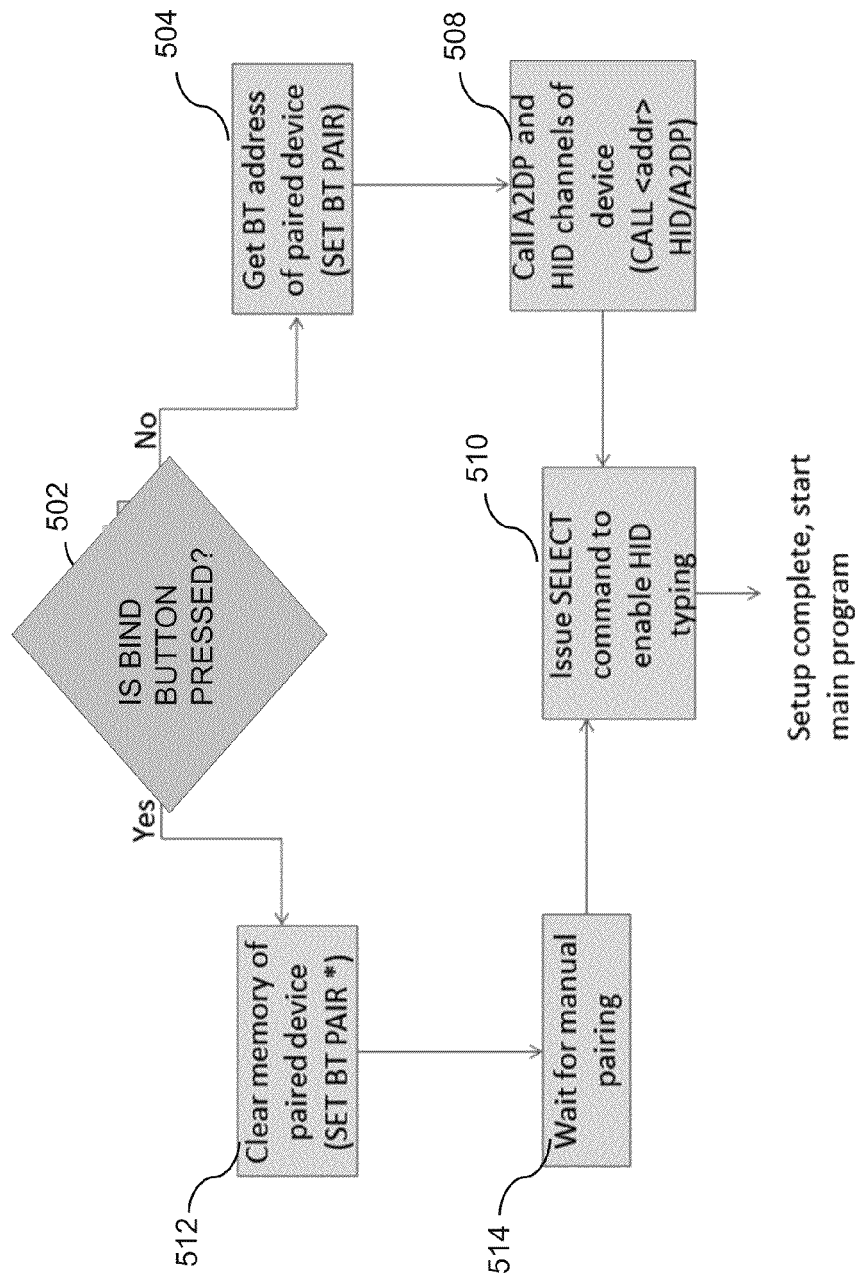 502
IS BIND
BUTTON
PRESSED?
Yes
No
504
Get BT address
of paired device
(SET BT PAIR)
508
Call A2DP and
HID channels of
device
(CALL <addr>
HID/A2DP)
512
Clear memory of
paired device
(SET BT PAIR *)
514
Wait for manual
pairing
510
Issue SELECT
command to
enable HID
typing
Setup complete, start
main program